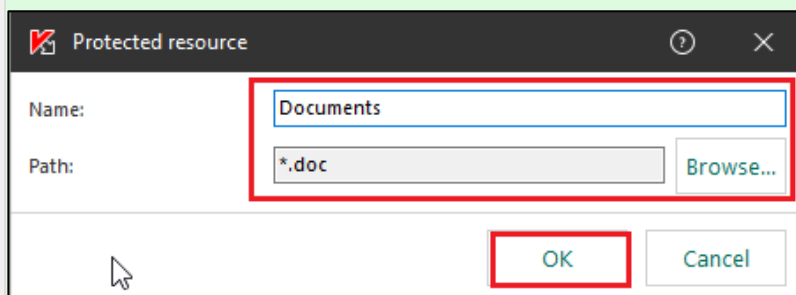 Protected resource
Name:
Documents
Path:
*.doc
Browse...
OK
Cancel